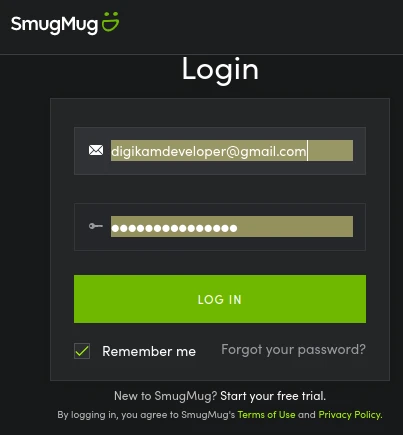 SmugMug
Login
digikamdeveloper@gmail.com
●●●●●●●●●●●●●●●
LOG IN
Remember me
Forgot your password?
New to SmugMug? Start your free trial.
By logging in, you agree to SmugMug's Terms of Use and Privacy Policy.